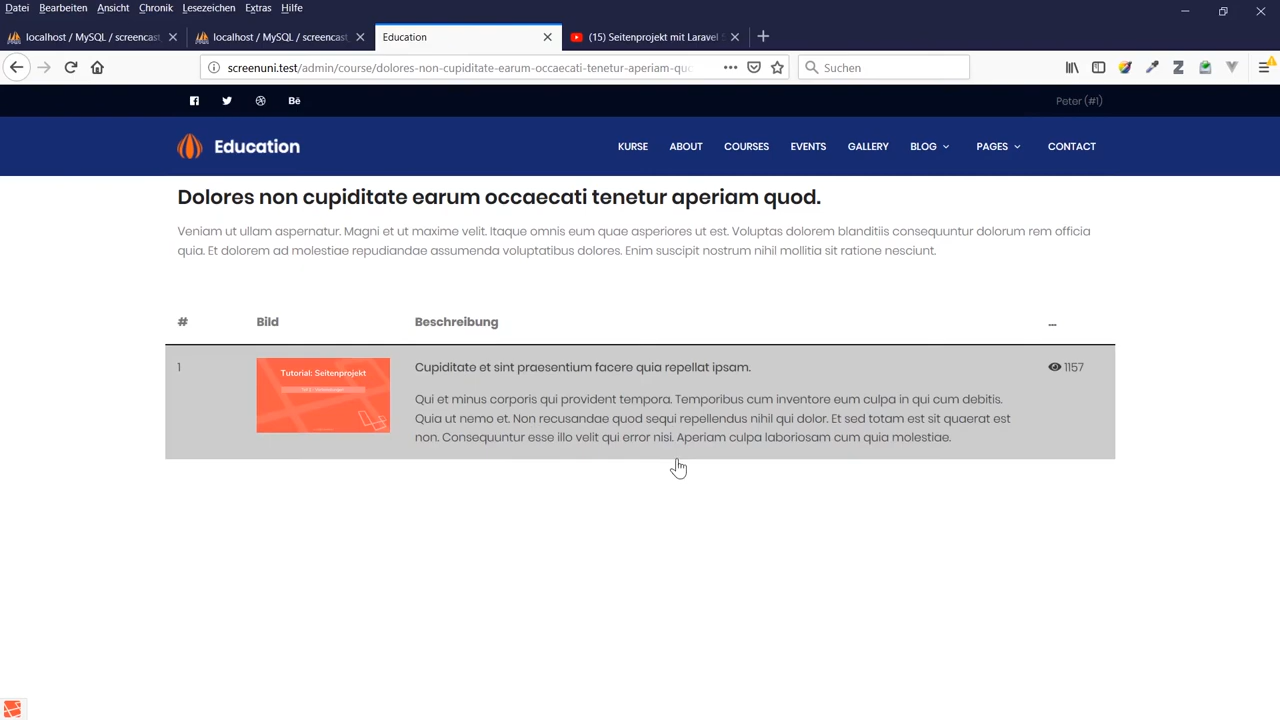 Datei Bearbeiten Ansicht Chronik Lesezeichen Extras Hilfe
localhost / MySQL / screencast
localhost / MySQL / screencast
Education
(15) Seitenprojekt mit Laravel
screenuni.test/admin/course/dolores-non-cupiditate-earum-occaecati-tenetur-aperiam-quo
Suchen
Peter (#1)
Education
KURSE ABOUT COURSES EVENTS GALLERY BLOG PAGES CONTACT
Dolores non cupiditate earum occaecati tenetur aperiam quod.
Veniam ut ullam aspernatur. Magni et ut maxime velit. Itaque omnis eum quae asperiores ut est. Voluptas dolorem blanditiis consequuntur dolorum rem officia
quia. Et dolorem ad molestiae repudiandae assumenda voluptatibus dolores. Enim suscipit nostrum nihil mollitia sit ratione nesciunt.
# Bild Beschreibung ...
1
Tutorial: Seitenprojekt
Cupiditate et sint praesentium facere quia repellat ipsam.
1157
Qui et minus corporis qui provident tempora. Temporibus cum inventore eum culpa in qui cum debitis.
Quia ut nemo et. Non recusandae quod sequi repellendus nihil qui dolor. Et sed totam est sit quaerat est
non. Consequuntur esse illo velit qui error nisi. Aperiam culpa laboriosam cum quia molestiae.